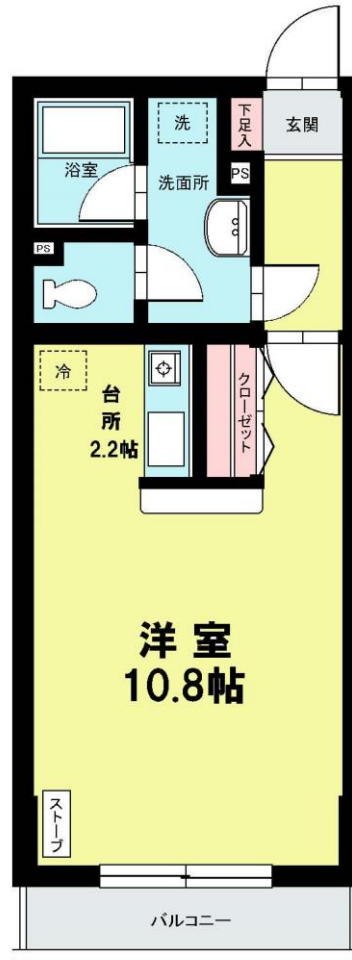 洗
下足入
玄関
浴室
洗面所
PS
PS
冷
台
所
2.2帖
クローゼット
洋 室
10.8帖
ストーブ
バルコニー